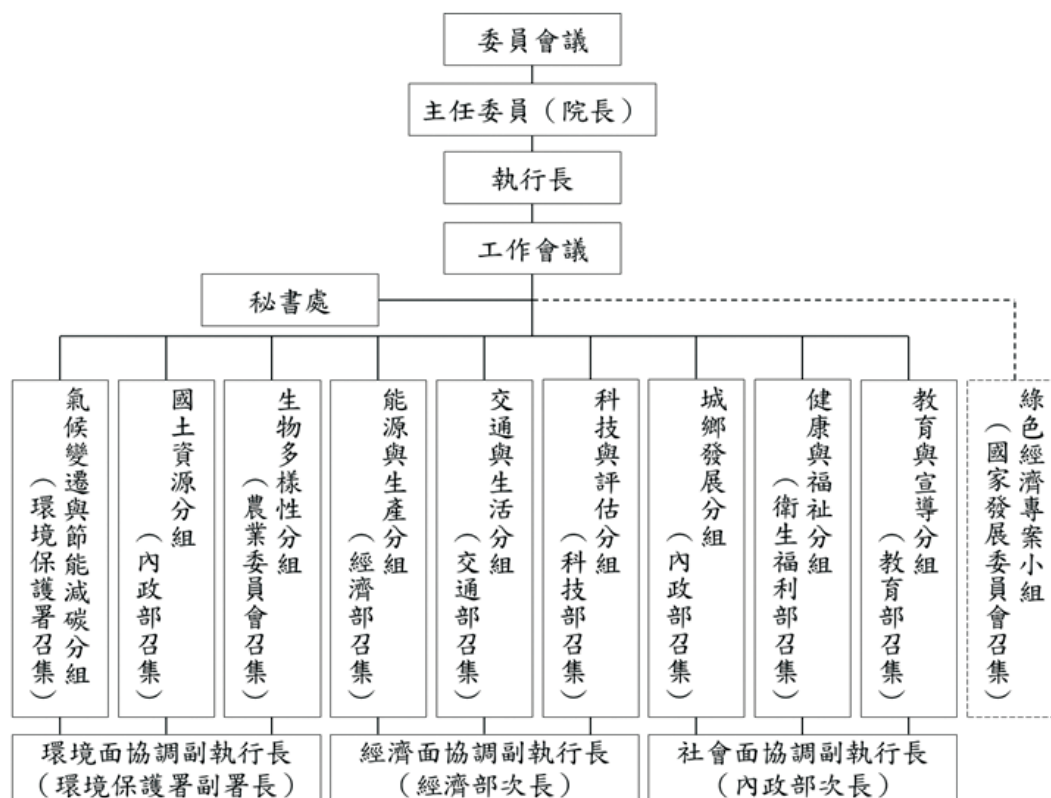 委員會議
主任委員（院長）
執行長
工作會議
秘書處
氣候變遷與節能減碳分組
（環境保護署召集）
國土資源分組
（內政部召集）
生物多樣性分組
（農業委員會召集）
能源與生產分組
（經濟部召集）
交通與生活分組
（交通部召集）
科技與評估分組
（科技部召集）
城鄉發展分組
（內政部召集）
健康與福祉分組
（衛生福利部召集）
教育與宣導分組
（教育部召集）
綠色經濟專案小組
（國家發展委員會召集）
環境面協調副執行長
（環境保護署副署長）
經濟面協調副執行長
（經濟部次長）
社會面協調副執行長
（內政部次長）